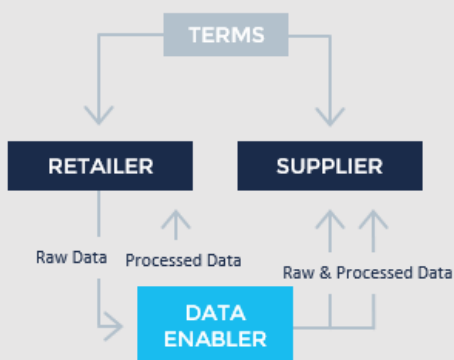 TERMS
RETAILER
SUPPLIER
Raw Data
Processed Data
Raw & Processed Data
DATA
ENABLER